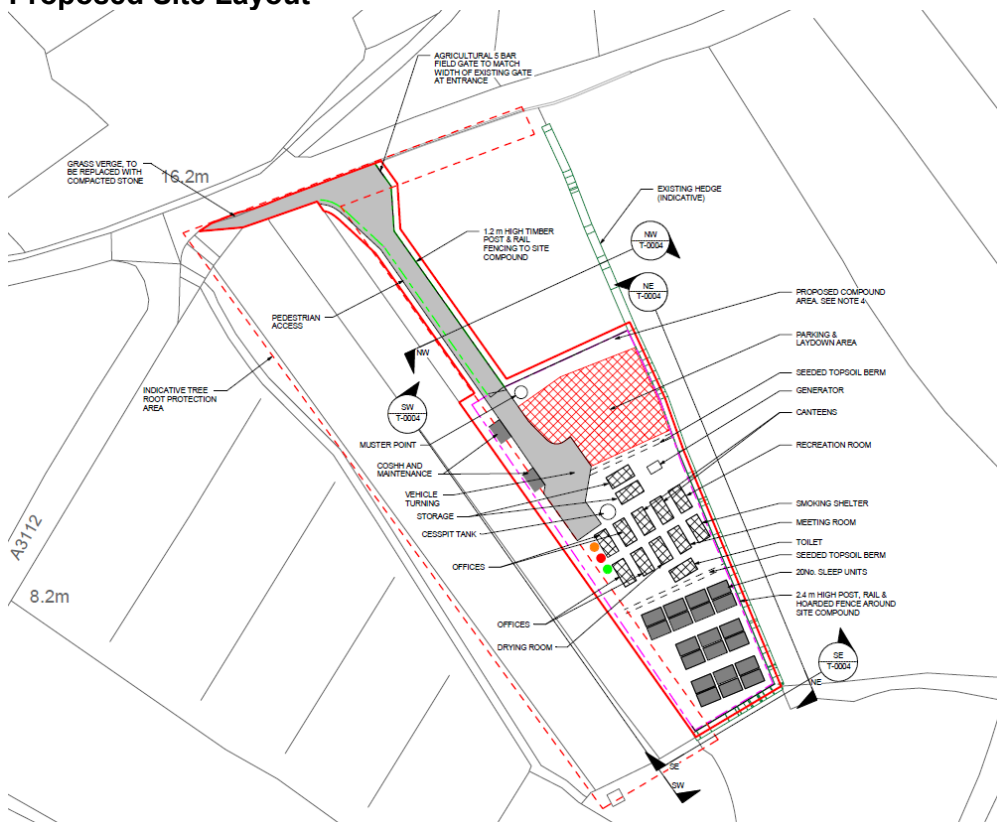 Proposed Site Layout
AGRICULTURAL 5 BAR
FIELD GATE TO MATCH
WIDTH OF EXISTING GATE
AT ENTRANCE
GRASS VERGE, TO
BE REPLACED WITH
COMPACTED STONE
16.2m
EXISTING HEDGE
(INDICATIVE)
1.2 m HIGH TIMBER
POST & RAIL
FENCING TO SITE
COMPOUND
NW
T-0004
NE
T-0004
PROPOSED COMPOUND
AREA. SEE NOTE 4
PEDESTRIAN
ACCESS
PARKING &
LAYDOWN AREA
NW
SEEDED TOPSOIL BERM
INDICATIVE TREE
ROOT PROTECTION
AREA
GENERATOR
SW
T-0004
CANTEENS
MUSTER POINT
RECREATION ROOM
COSHH AND
MAINTENANCE
VEHICLE
TURNING
SMOKING SHELTER
STORAGE
MEETING ROOM
CESSPIT TANK
TOILET
A3112
SEEDED TOPSOIL BERM
OFFICES
20No. SLEEP UNITS
8.2m
2.4 m HIGH POST, RAIL &
HOARDED FENCE AROUND
SITE COMPOUND
OFFICES
DRYING ROOM
SE
T-0004
NE
SE
SW